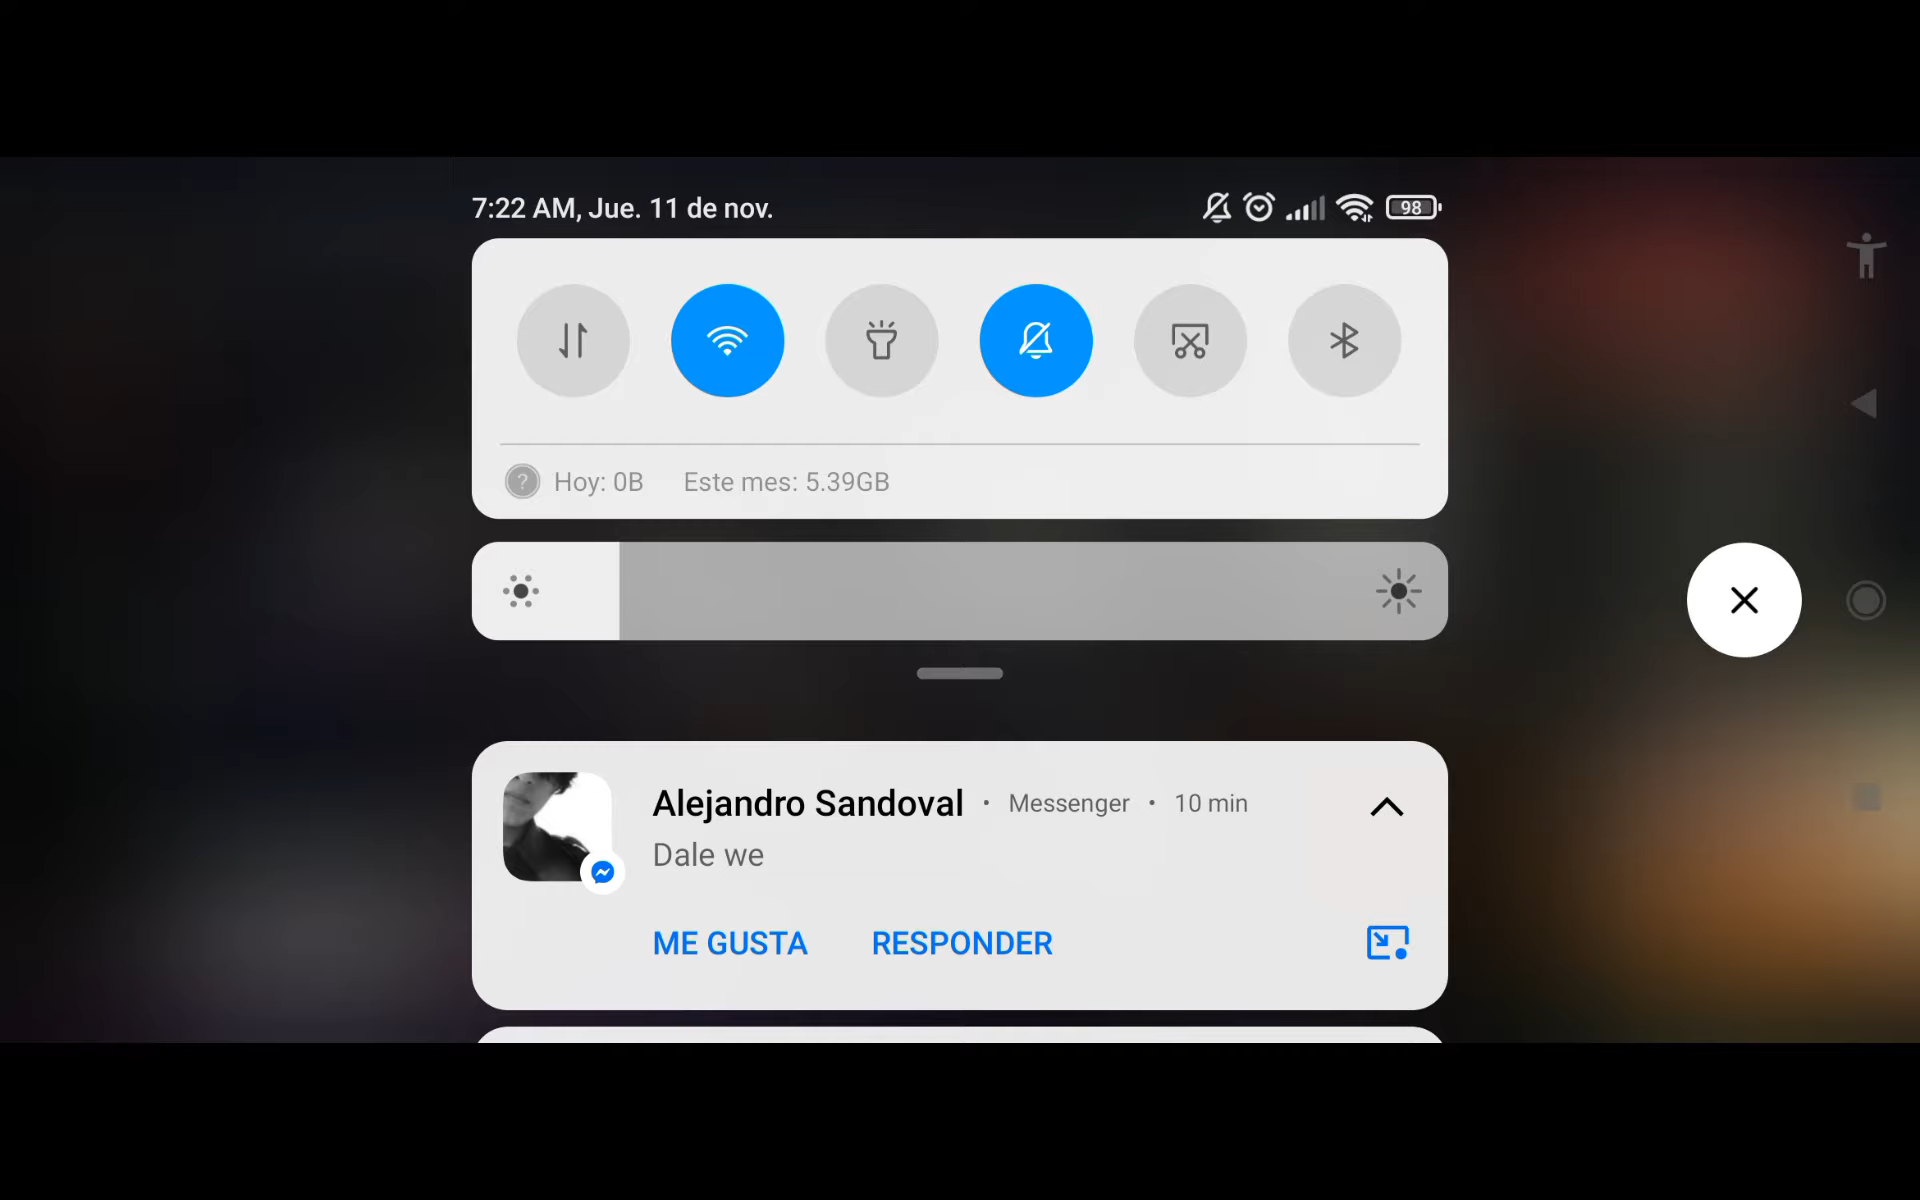 7:22 AM, Jue. 11 de nov.
98
? Hoy: 0B Este mes: 5.39GB
Alejandro Sandoval • Messenger • 10 min
Dale we
ME GUSTA RESPONDER